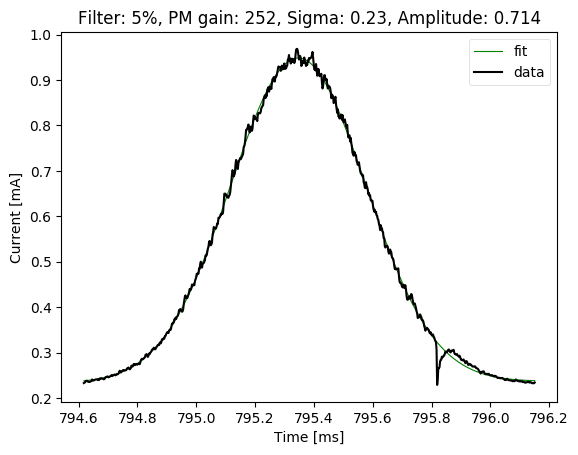 Filter: 5%, PM gain: 252, Sigma: 0.23, Amplitude: 0.714
fit
data
Current [mA]
1.0
0.9
0.8
0.7
0.6
0.5
0.4
0.3
0.2
794.6 794.8 795.0 795.2 795.4 795.6 795.8 796.0 796.2
Time [ms]